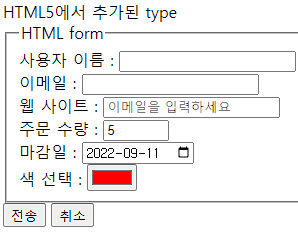 HTML5에서 추가된 type
HTML form
사용자 이름 :
이메일 :
웹 사이트 : 이메일을 입력하세요
주문 수량 : 5
마감일 : 2022-09-11
색 선택 :
전송 취소